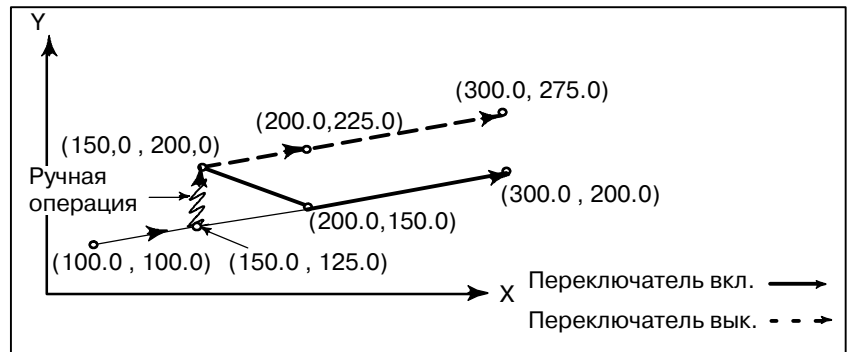 Y
(300.0, 275.0)
(200.0,225.0)
(150,0 , 200,0)
Ручная
операция
(300.0 , 200.0)
(200.0,150.0)
(100.0 , 100.0) (150.0 , 125.0)
X
Переключатель вкл.
Переключатель вык.